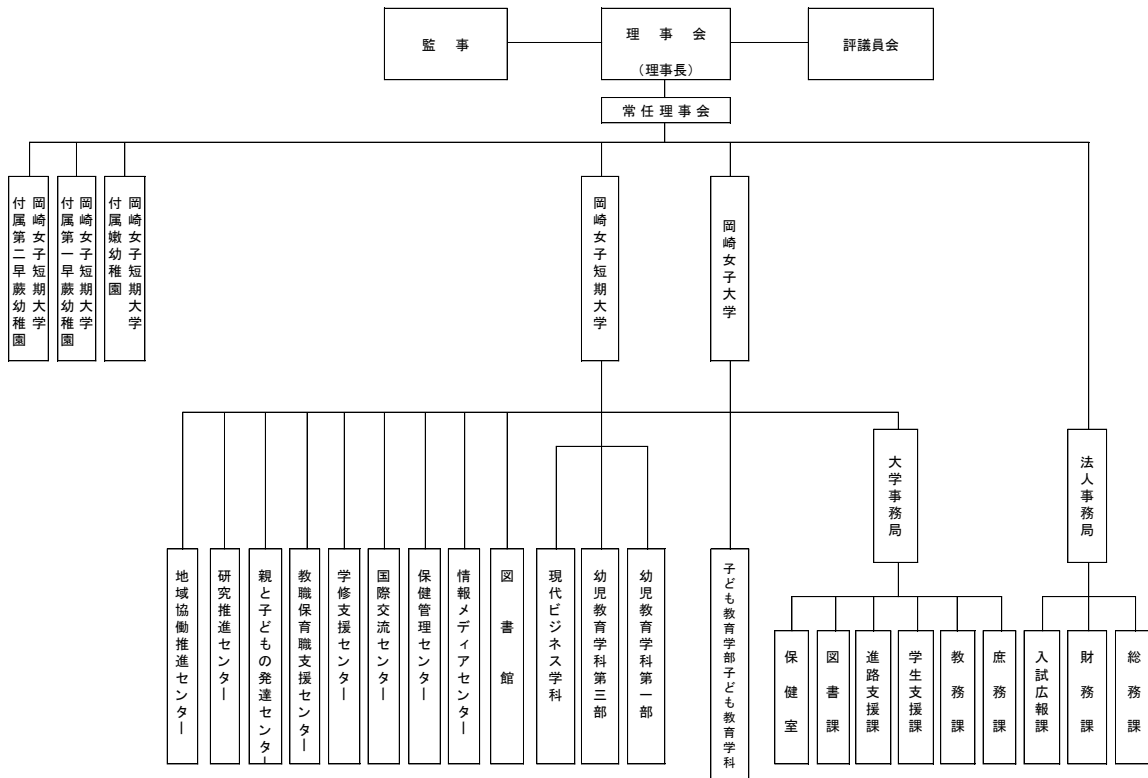 監　事
理　事　会
（理事長）
評議員会
常任理事会
岡崎女子短期大学
付属第二早蕨幼稚園
岡崎女子短期大学
付属第一早蕨幼稚園
岡崎女子短期大学
付属嫩幼稚園
岡崎女子短期大学
岡崎女子大学
大学事務局
法人事務局
地域協働推進センター
研究推進センター
親と子どもの発達センター
教職保育職支援センター
学修支援センター
国際交流センター
保健管理センター
情報メディアセンター
図　書　館
現代ビジネス学科
幼児教育学科第三部
幼児教育学科第一部
子ども教育学部子ども教育学科
保健室
図書課
進路支援課
学生支援課
教務課
庶務課
入試広報課
財務課
総務課